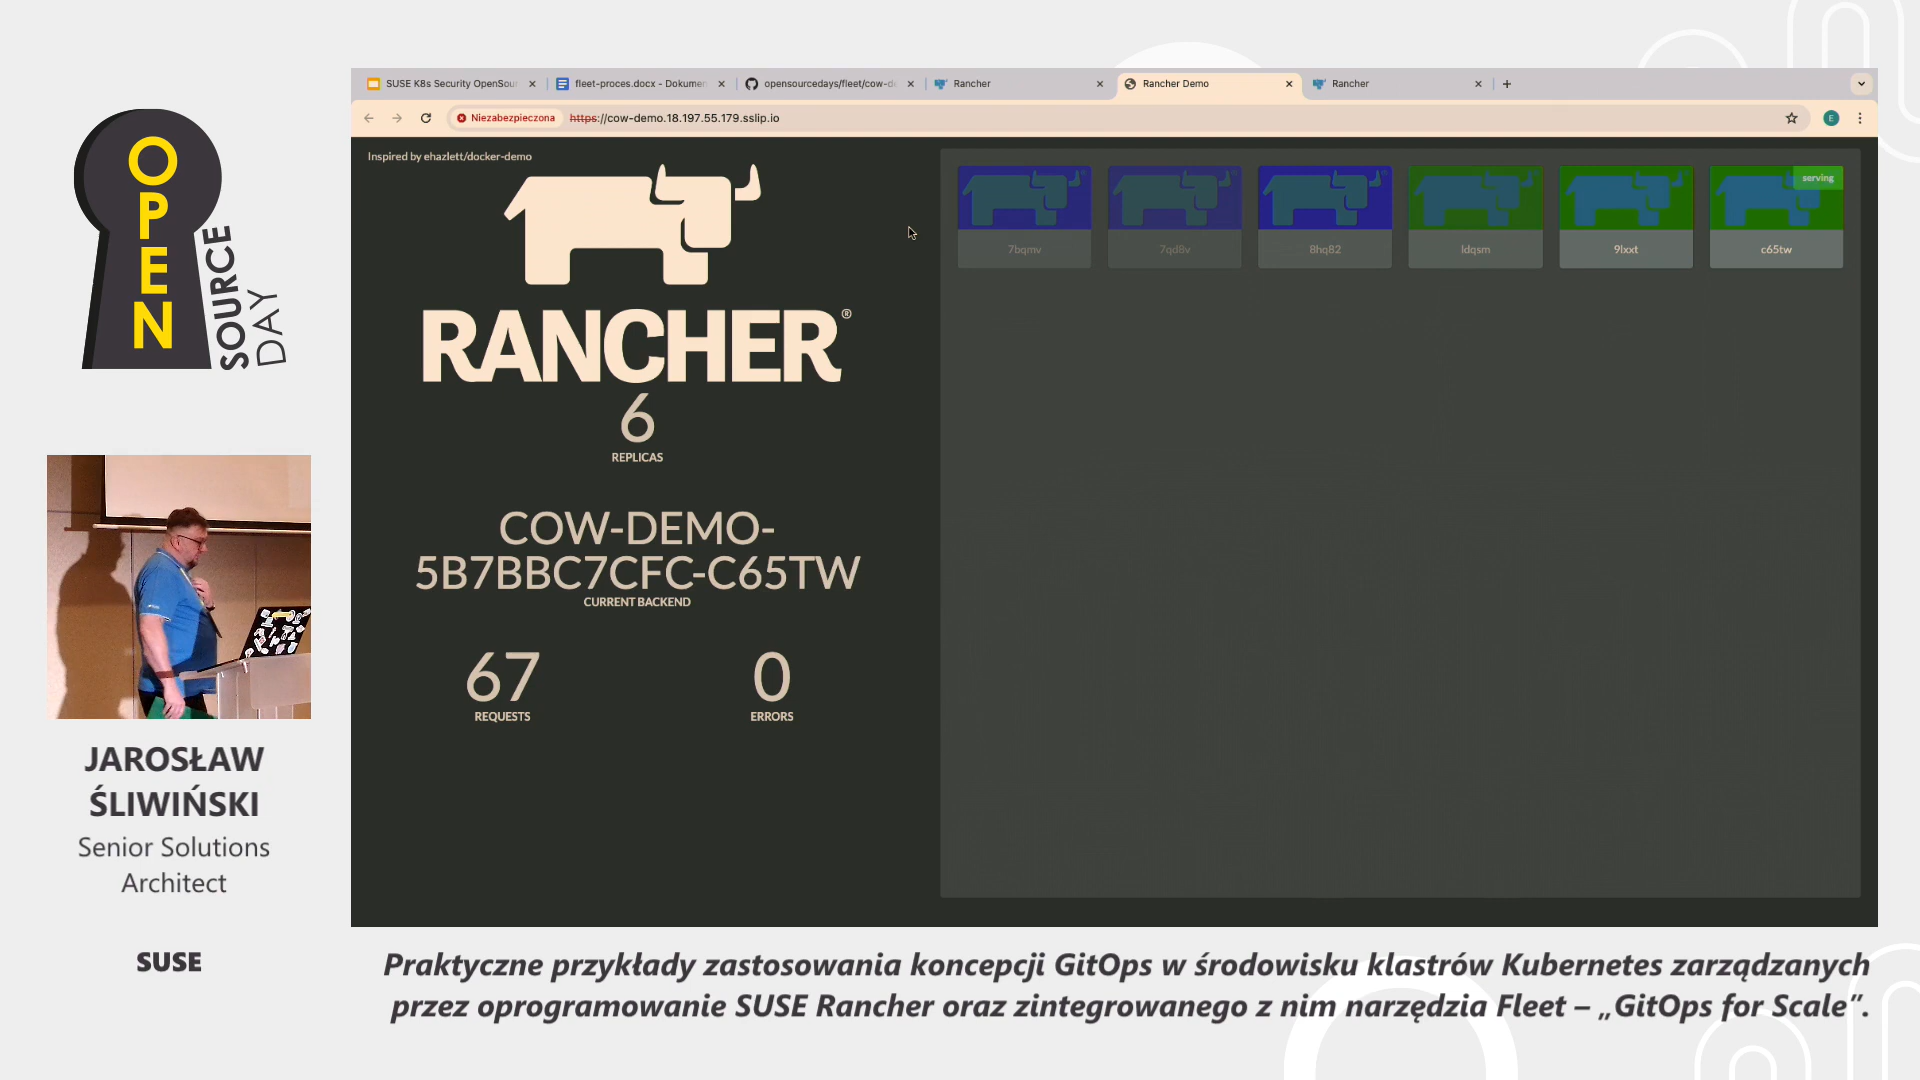 OPEN
SOURCE
DAY
SUSE K8s Security OpenSour
fleet-proces.docx - Dokumen
opensourcedays/fleet/cow-de
Rancher
Rancher Demo
Rancher
Niezabezpieczona
https://cow-demo.18.197.55.179.sslip.io
E
Inspired by ehazlett/docker-demo
RANCHER®
6
REPLICAS
COW-DEMO-
5B7BBC7CFC-C65TW
CURRENT BACKEND
67
REQUESTS
0
ERRORS
7bqmv
7qd8v
8hq82
ldqsm
9lxxt
serving
c65tw
JAROSŁAW
ŚLIWIŃSKI
Senior Solutions
Architect
SUSE
Praktyczne przykłady zastosowania koncepcji GitOps w środowisku klastrów Kubernetes zarządzanych
przez oprogramowanie SUSE Rancher oraz zintegrowanego z nim narzędzia Fleet – „GitOps for Scale”.